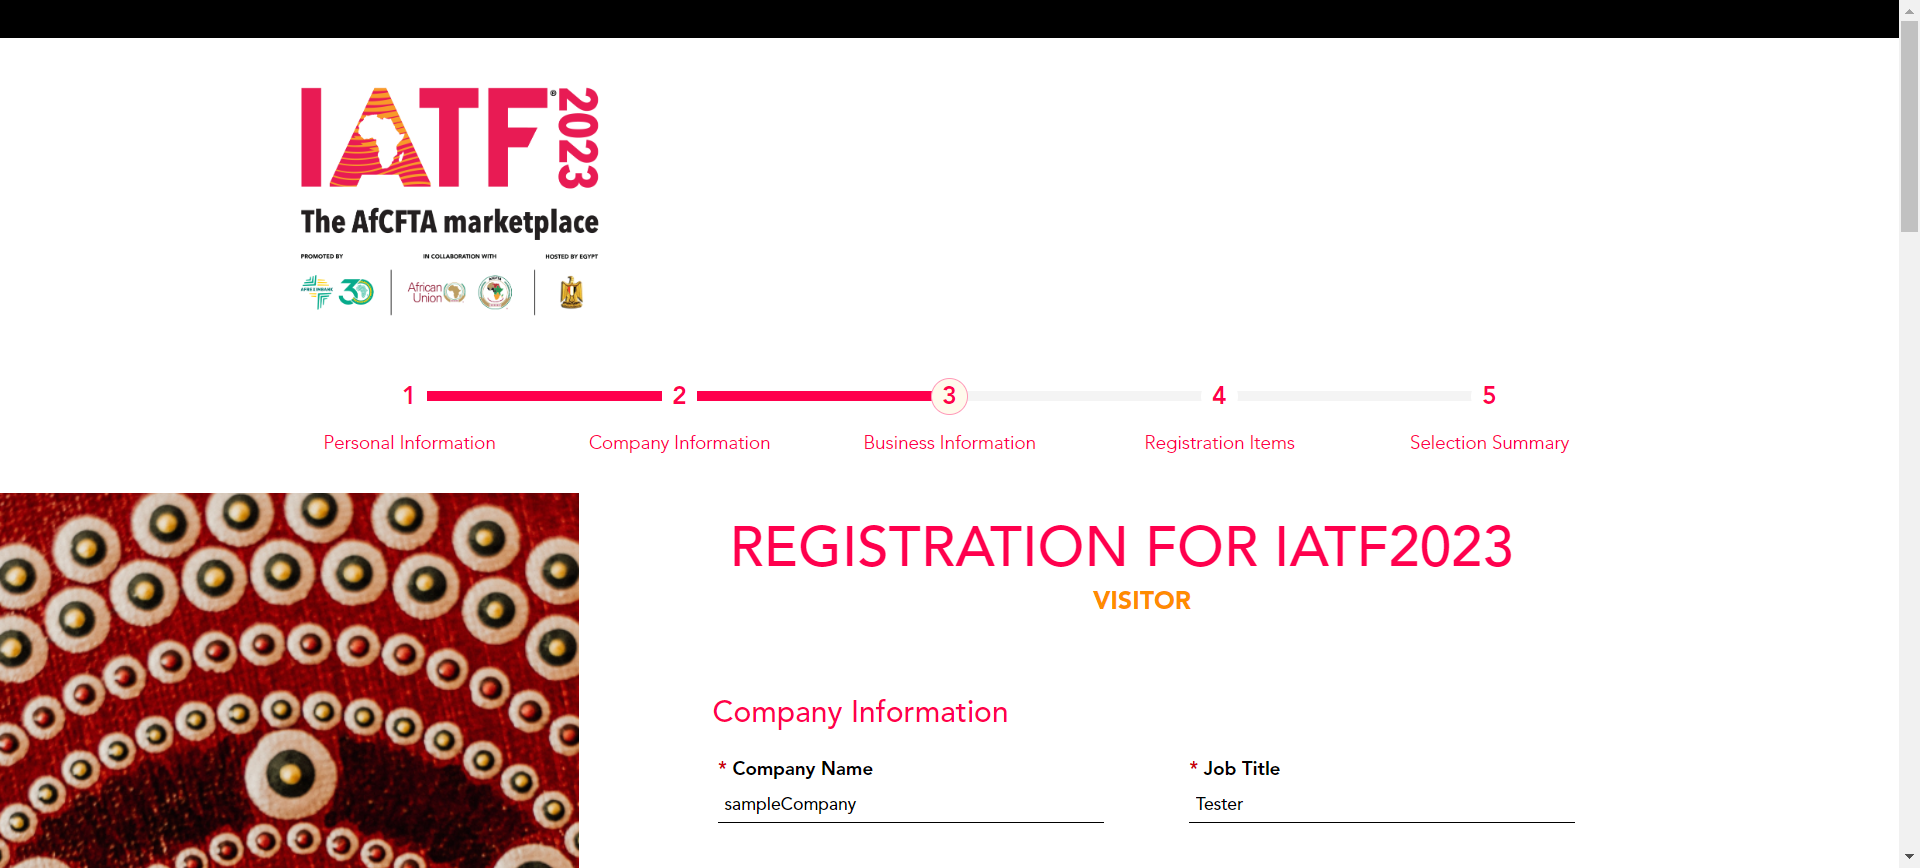 IATF® 2023
The AfCFTA marketplace
PROMOTED BY
IN COLLABORATION WITH
HOSTED BY EGYPT
AFREXIMBANK
30
African
Union
1 2 3 4 5
Personal Information Company Information Business Information Registration Items Selection Summary
REGISTRATION FOR IATF2023
VISITOR
Company Information
* Company Name * Job Title
sampleCompany Tester